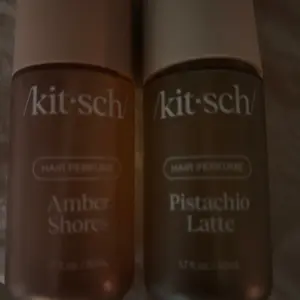 /kit·sch/
HAIR PERFUME
Amber
Shores
/kit·sch/
HAIR PERFUME
Pistachio
Latte